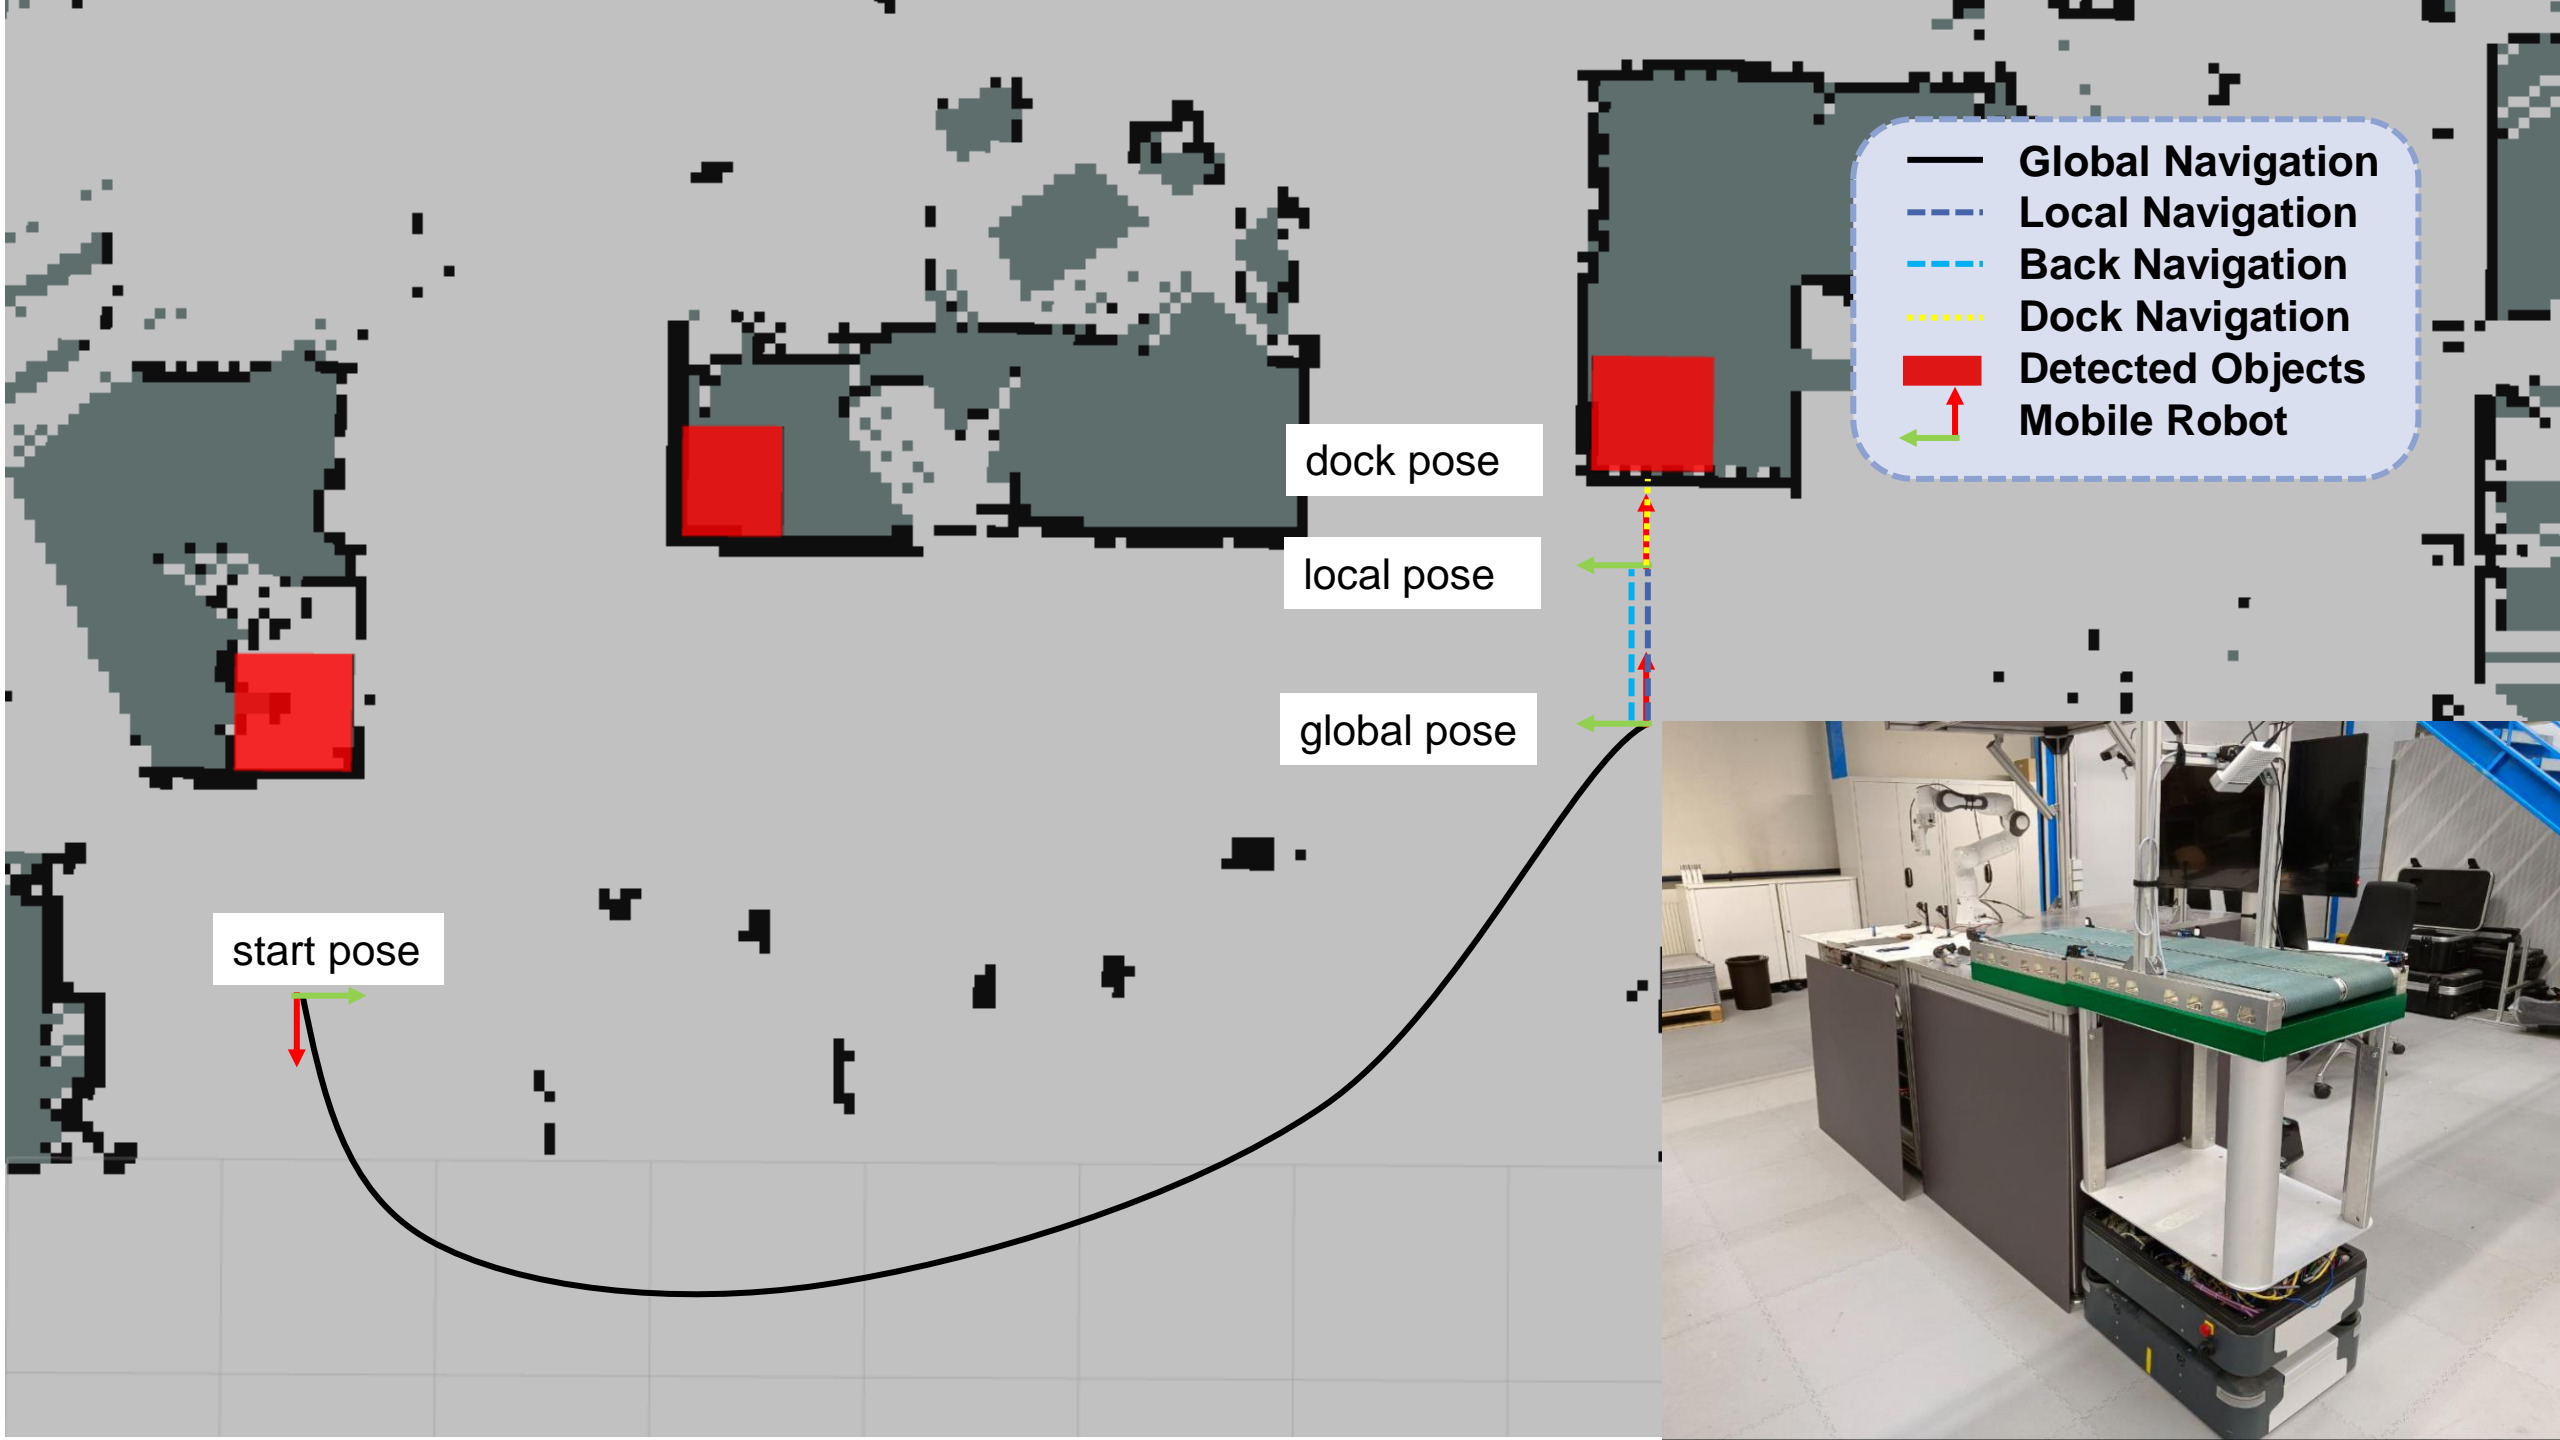 Global Navigation
Local Navigation
Back Navigation
Dock Navigation
Detected Objects
Mobile Robot
dock pose
local pose
global pose
start pose